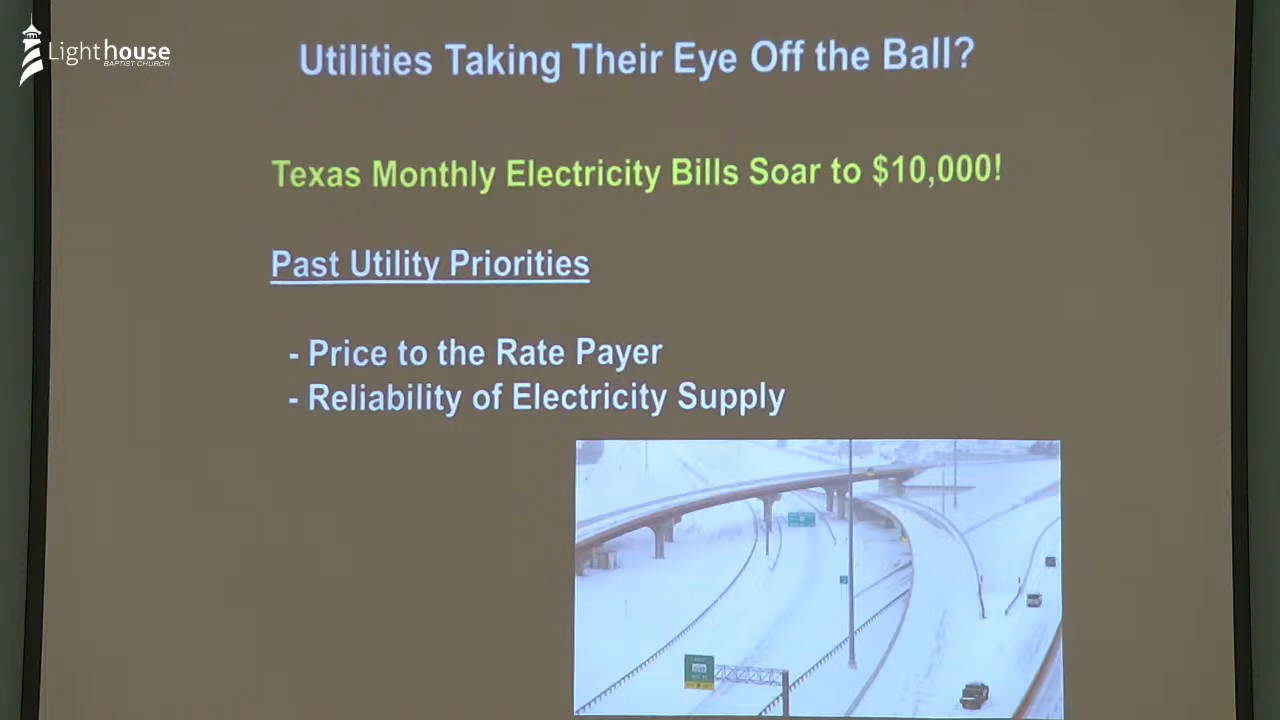 Lighthouse
BAPTIST CHURCH
Utilities Taking Their Eye Off the Ball?
Texas Monthly Electricity Bills Soar to $10,000!
Past Utility Priorities
- Price to the Rate Payer
- Reliability of Electricity Supply